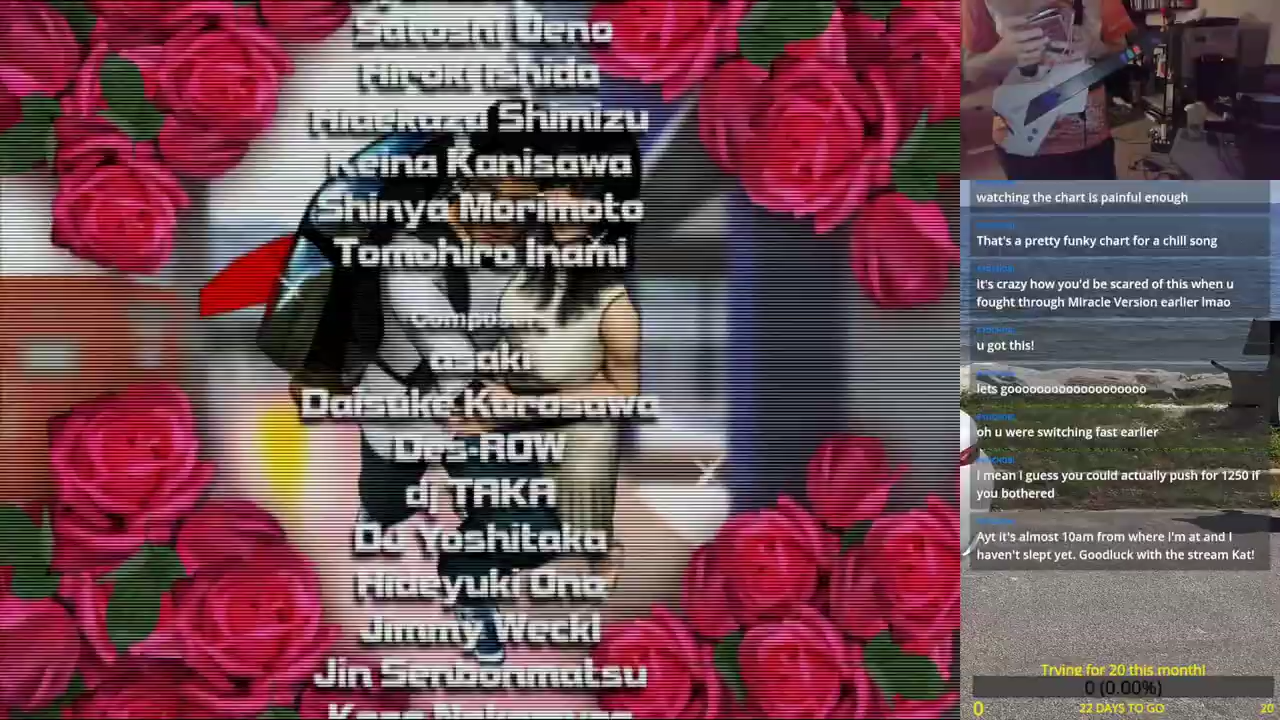 Satoshi Ueno
Hiroki Ishida
Hidekazu Shimizu
Keina Kanisawa
Shinya Morimoto
Tomohiro Inami
Composer
asaki
Daisuke Kurosawa
Des-ROW
dj TAKA
DJ Yoshitaka
Hideyuki Ono
Jimmy Weckl
Jin Senbonmatsu
watching the chart is painful enough
That's a pretty funky chart for a chill song
It's crazy how you'd be scared of this when u
fought through Miracle Version earlier lmao
u got this!
lets goooooooooooooooooooo
oh u were switching fast earlier
I mean I guess you could actually push for 1250 if
you bothered
Ayt it's almost 10am from where I'm at and I
haven't slept yet. Goodluck with the stream Kat!
Trying for 20 this month!
0 (0.00%)
0 22 DAYS TO GO 20